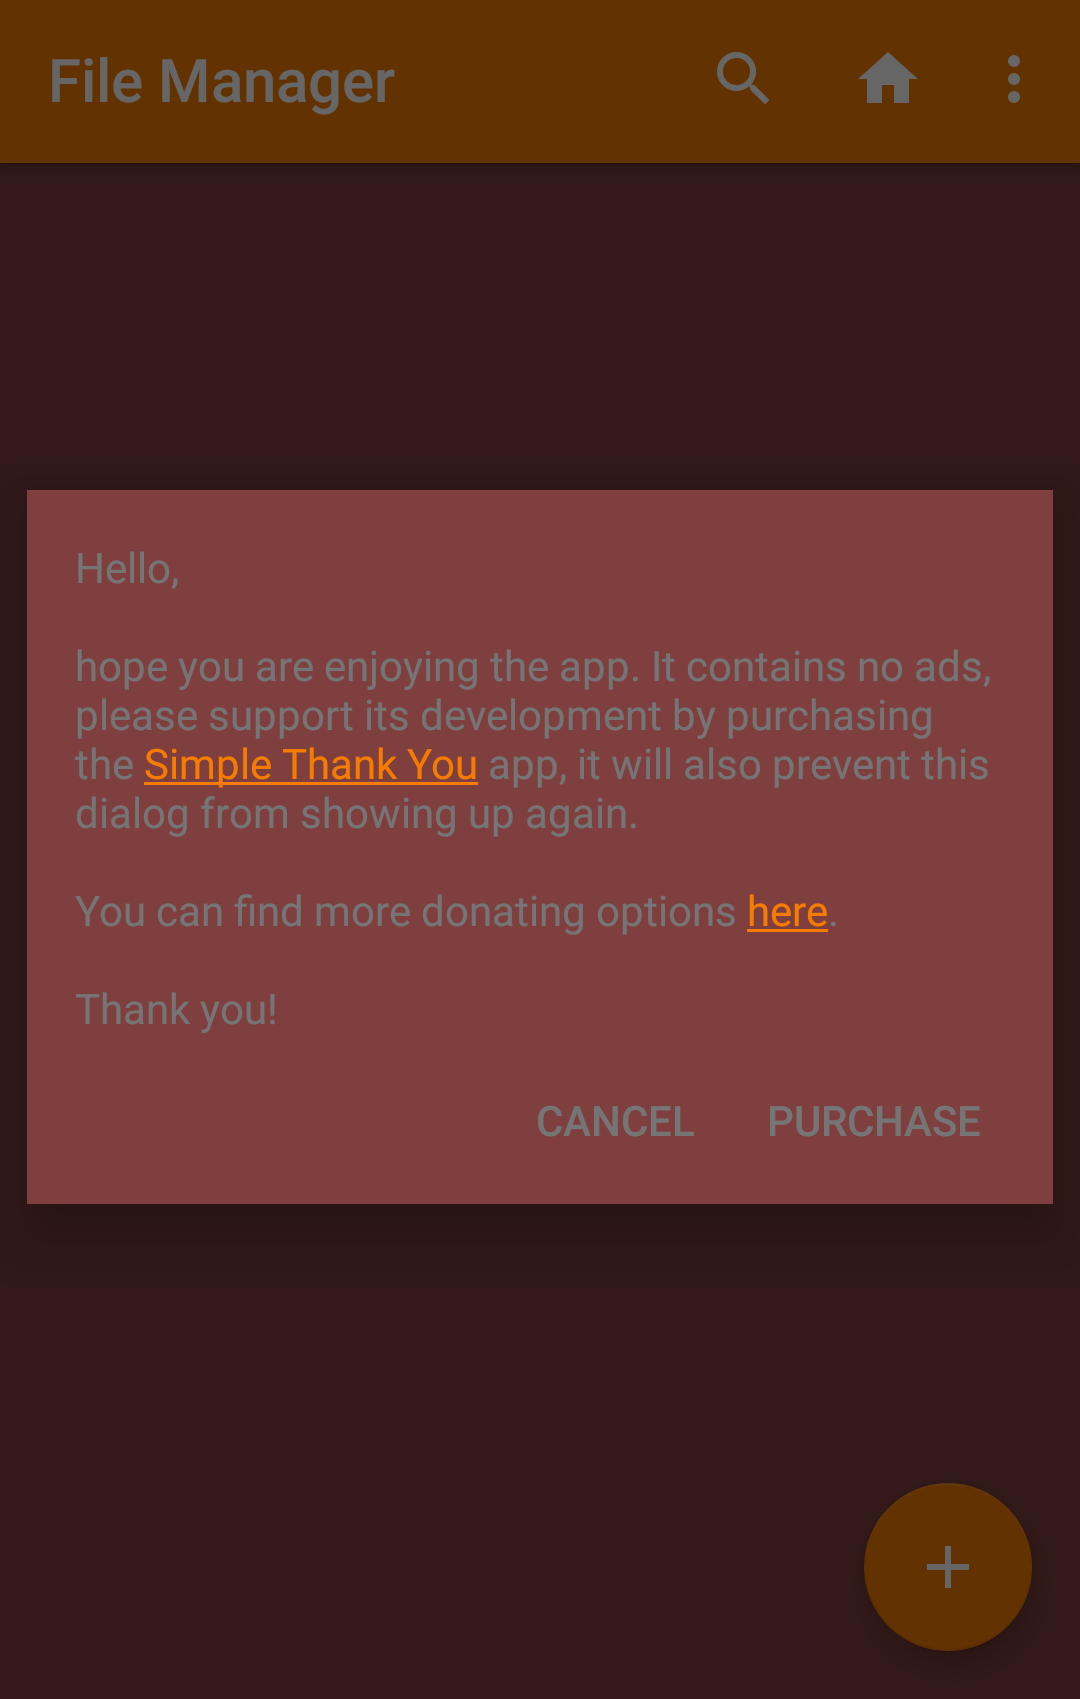 File Manager
Hello,
hope you are enjoying the app. It contains no ads,
please support its development by purchasing
the Simple Thank You app, it will also prevent this
dialog from showing up again.
You can find more donating options here.
Thank you!
CANCEL PURCHASE